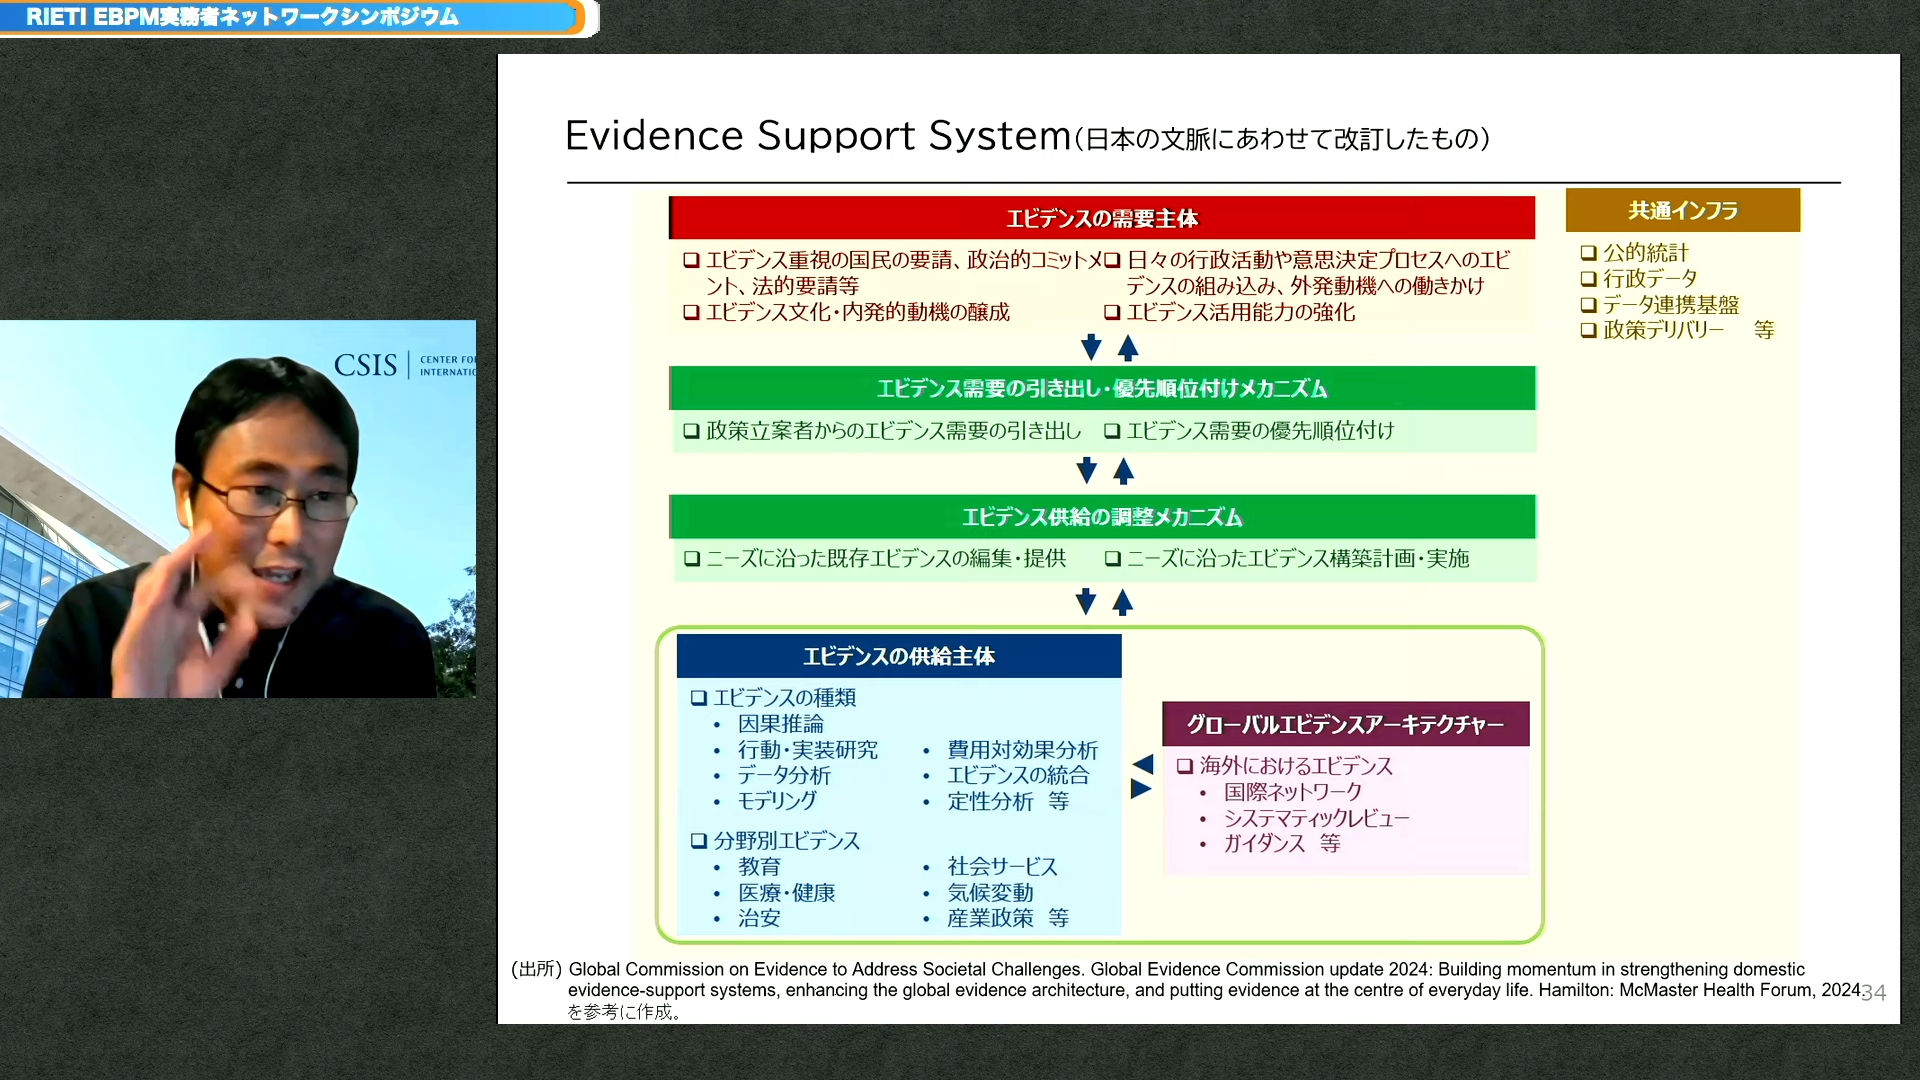 RIETI EBPM実務者ネットワークシンポジウム
Evidence Support System(日本の文脈にあわせて改訂したもの)
エビデンスの需要主体
❑ エビデンス重視の国民の要請、政治的コミットメ
ント、法的要請等
❑ エビデンス文化・内発的動機の醸成
❑ 日々の行政活動や意思決定プロセスへのエビ
デンスの組み込み、外発動機への働きかけ
❑ エビデンス活用能力の強化
共通インフラ
❑ 公的統計
❑ 行政データ
❑ データ連携基盤
❑ 政策デリバリー 等
エビデンス需要の引き出し・優先順位付けメカニズム
❑ 政策立案者からのエビデンス需要の引き出し
❑ エビデンス需要の優先順位付け
エビデンス供給の調整メカニズム
❑ ニーズに沿った既存エビデンスの編集・提供
❑ ニーズに沿ったエビデンス構築計画・実施
エビデンスの供給主体
❑ エビデンスの種類
• 因果推論
• 行動・実装研究
• データ分析
• モデリング
• 費用対効果分析
• エビデンスの統合
• 定性分析 等
❑ 分野別エビデンス
• 教育
• 医療・健康
• 治安
• 社会サービス
• 気候変動
• 産業政策 等
グローバルエビデンスアーキテクチャー
❑ 海外におけるエビデンス
• 国際ネットワーク
• システマティックレビュー
• ガイダンス 等
(出所) Global Commission on Evidence to Address Societal Challenges. Global Evidence Commission update 2024: Building momentum in strengthening domestic
evidence-support systems, enhancing the global evidence architecture, and putting evidence at the centre of everyday life. Hamilton: McMaster Health Forum, 2024.
を参考に作成。
34
CSIS
CENTER FO
INTERNATIO